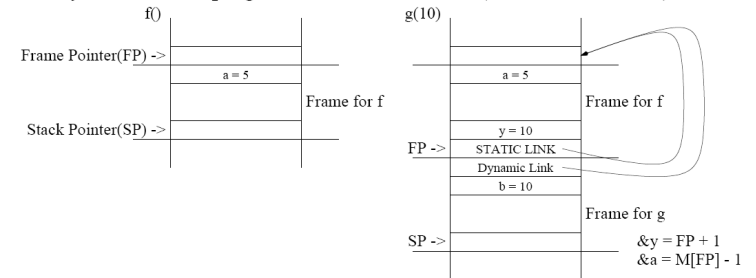 f()
Frame Pointer(FP) ->
a = 5
Frame for f
Stack Pointer(SP) ->
g(10)
a = 5
Frame for f
y = 10
FP ->
STATIC LINK
Dynamic Link
b = 10
Frame for g
SP ->
&y = FP + 1
&a = M[FP] - 1